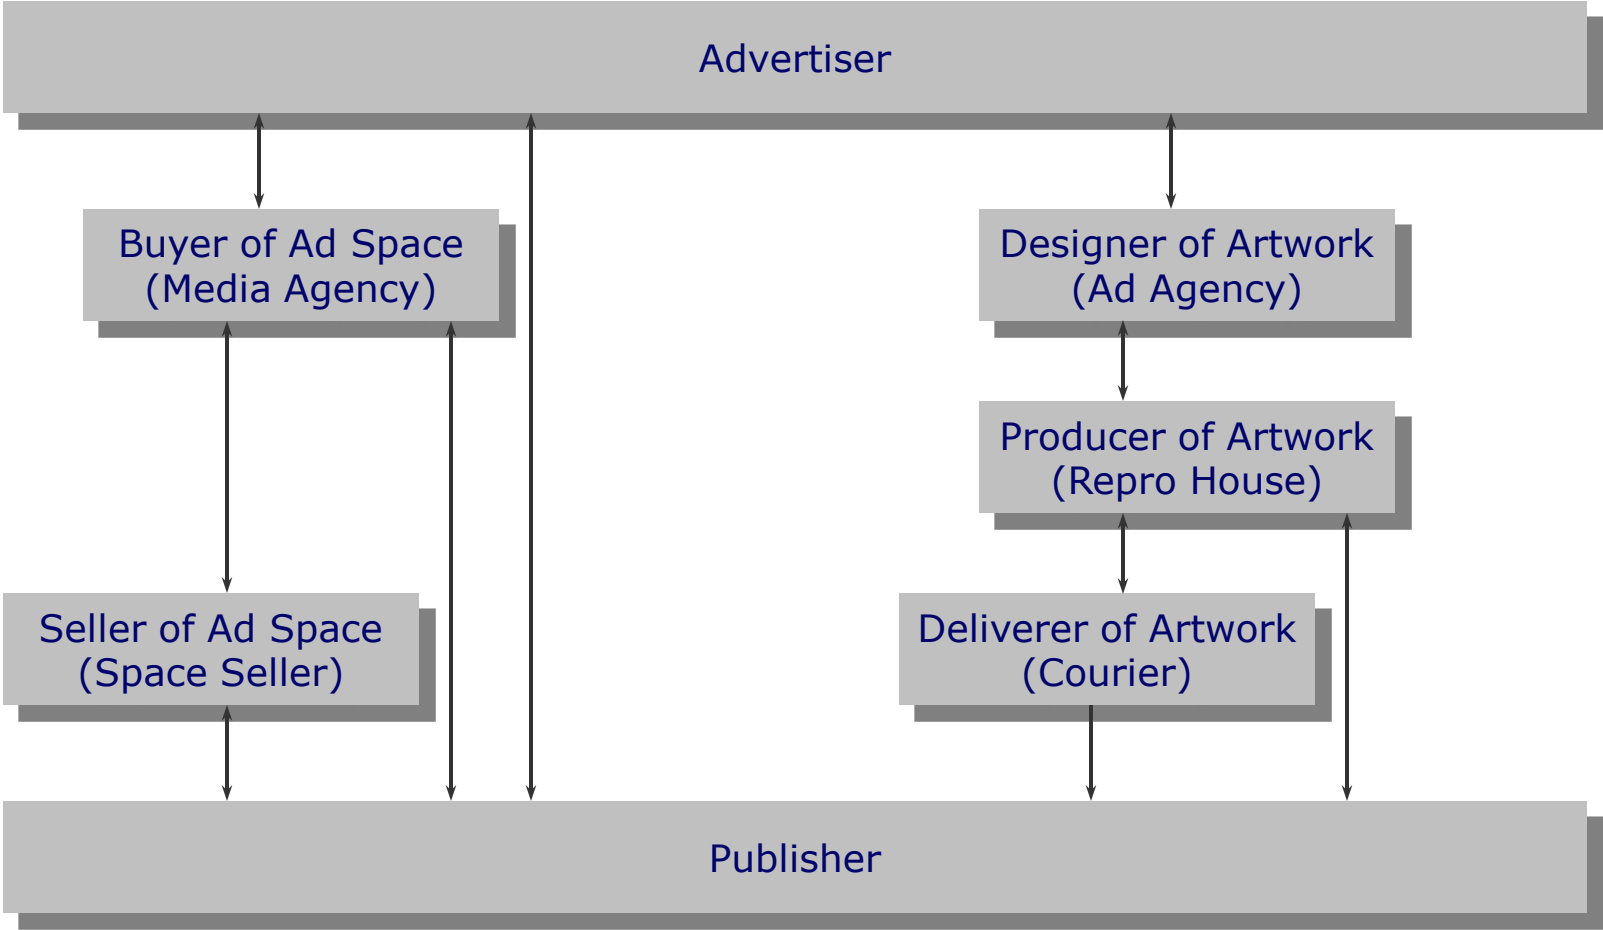 Advertiser
Buyer of Ad Space
(Media Agency)
Designer of Artwork
(Ad Agency)
Producer of Artwork
(Repro House)
Seller of Ad Space
(Space Seller)
Deliverer of Artwork
(Courier)
Publisher